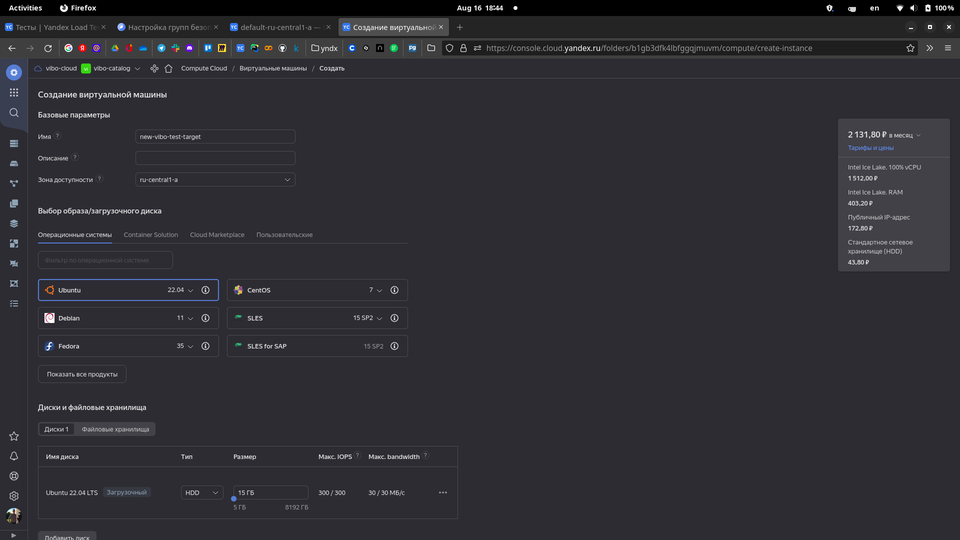 Activities Firefox Aug 16 18:44 en 100%
Тесты | Yandex Load Te Настройка групп безоп default-ru-central1-a — Создание виртуальной
yndx https://console.cloud.yandex.ru/folders/b1gb3dfk4lbfggqjmuvm/compute/create-instance
vibo-cloud vibo-catalog Compute Cloud Виртуальные машины Создать
Создание виртуальной машины
Базовые параметры
Имя new-vibo-test-target
Описание
Зона доступности ru-central1-a
Выбор образа/загрузочного диска
Операционные системы Container Solution Cloud Marketplace Пользовательские
Фильтр по операционной системе
Ubuntu 22.04 CentOS 7
Debian 11 SLES 15 SP2
Fedora 35 SLES for SAP 15 SP2
Показать все продукты
Диски и файловые хранилища
Диски 1 Файловые хранилища
Имя диска Тип Размер Макс. IOPS Макс. bandwidth
Ubuntu 22.04 LTS Загрузочный HDD 15 ГБ 300 / 300 30 / 30 МБ/с
5 ГБ 8192 ГБ
Добавить диск
2 131,80 ₽ в месяц
Тарифы и цены
Intel Ice Lake. 100% vCPU
1 512,00 ₽
Intel Ice Lake. RAM
403,20 ₽
Публичный IP-адрес
172,80 ₽
Стандартное сетевое
хранилище (HDD)
43,80 ₽